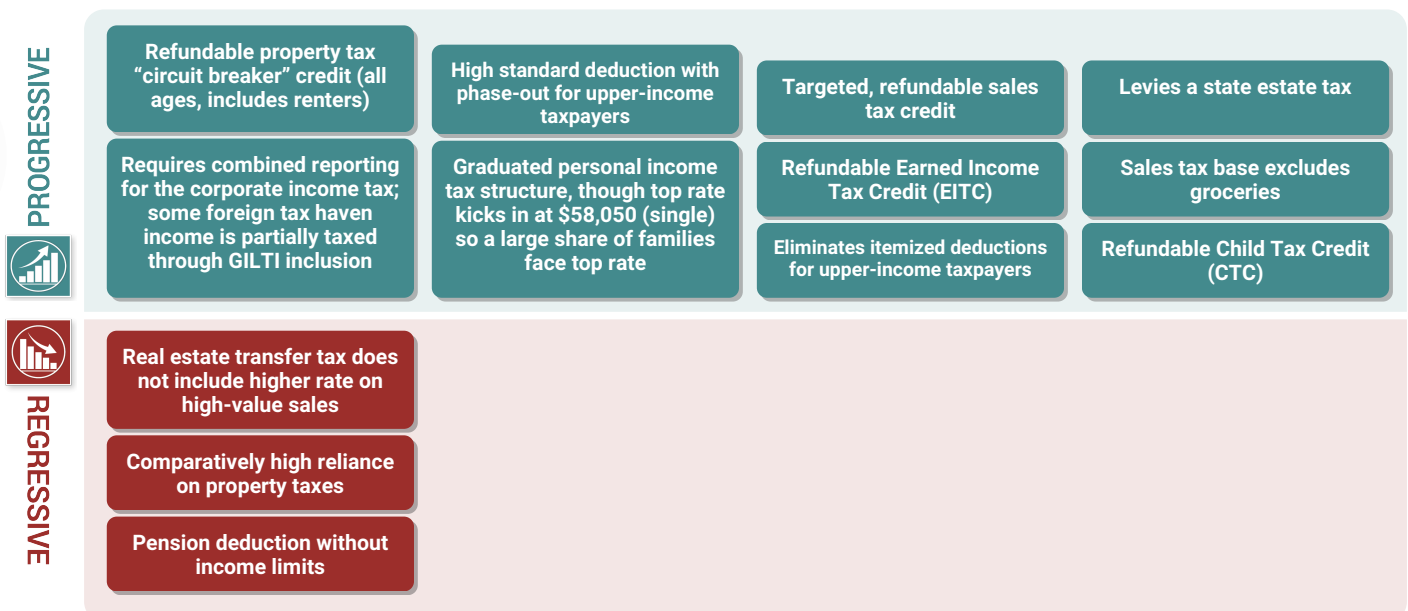 PROGRESSIVE
Refundable property tax
“circuit breaker” credit (all
ages, includes renters)
Requires combined reporting
for the corporate income tax;
some foreign tax haven
income is partially taxed
through GILTI inclusion
High standard deduction with
phase-out for upper-income
taxpayers
Graduated personal income
tax structure, though top rate
kicks in at $58,050 (single)
so a large share of families
face top rate
Targeted, refundable sales
tax credit
Refundable Earned Income
Tax Credit (EITC)
Eliminates itemized deductions
for upper-income taxpayers
Levies a state estate tax
Sales tax base excludes
groceries
Refundable Child Tax Credit
(CTC)
REGRESSIVE
Real estate transfer tax does
not include higher rate on
high-value sales
Comparatively high reliance
on property taxes
Pension deduction without
income limits